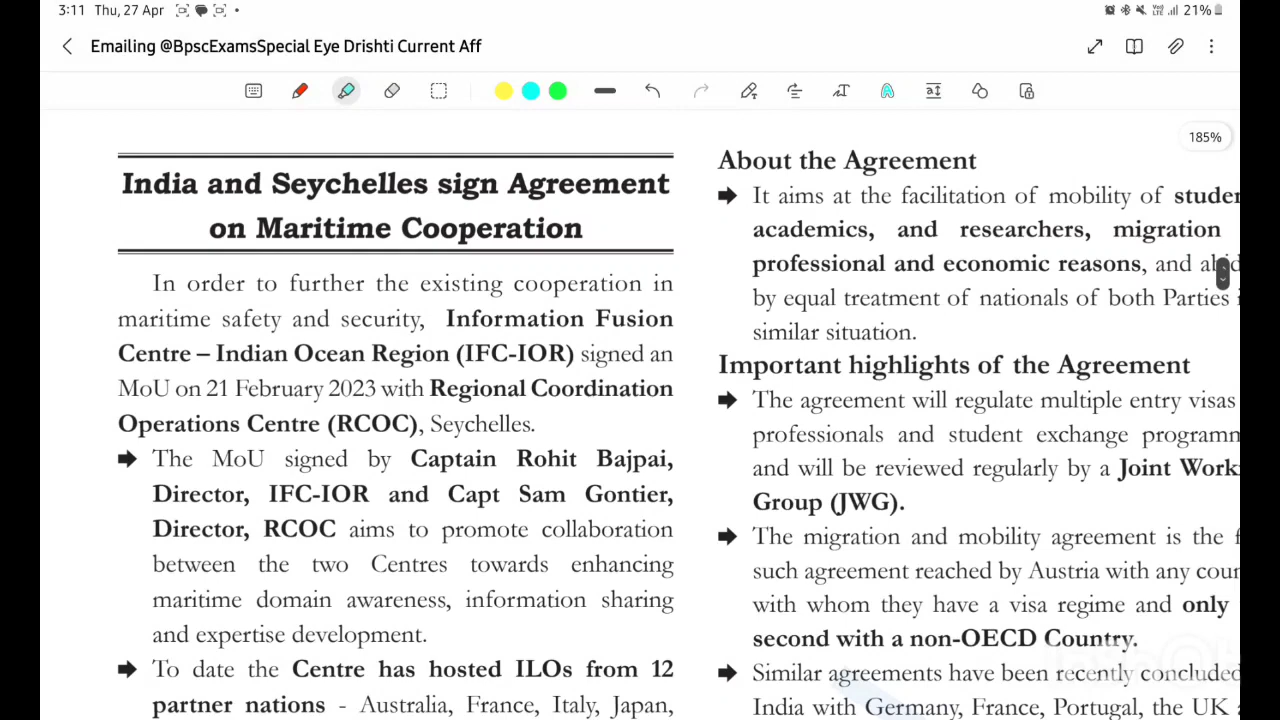 3:11 Thu, 27 Apr
21%
Emailing @BpscExamsSpecial Eye Drishti Current Aff
185%
India and Seychelles sign Agreement
on Maritime Cooperation
In order to further the existing cooperation in
maritime safety and security, Information Fusion
Centre – Indian Ocean Region (IFC-IOR) signed an
MoU on 21 February 2023 with Regional Coordination
Operations Centre (RCOC), Seychelles.
The MoU signed by Captain Rohit Bajpai,
Director, IFC-IOR and Capt Sam Gontier,
Director, RCOC aims to promote collaboration
between the two Centres towards enhancing
maritime domain awareness, information sharing
and expertise development.
To date the Centre has hosted ILOs from 12
partner nations - Australia, France, Italy, Japan,
About the Agreement
It aims at the facilitation of mobility of
academics, and researchers, migration
professional and economic reasons, and
by equal treatment of nationals of both Parties
similar situation.
Important highlights of the Agreement
The agreement will regulate multiple entry visas
professionals and student exchange
and will be reviewed regularly by a Joint
Group (JWG).
The migration and mobility agreement is the
such agreement reached by Austria with any
with whom they have a visa regime and only
second with a non-OECD Country.
Similar agreements have been recently concluded
India with Germany, France, Portugal, the UK